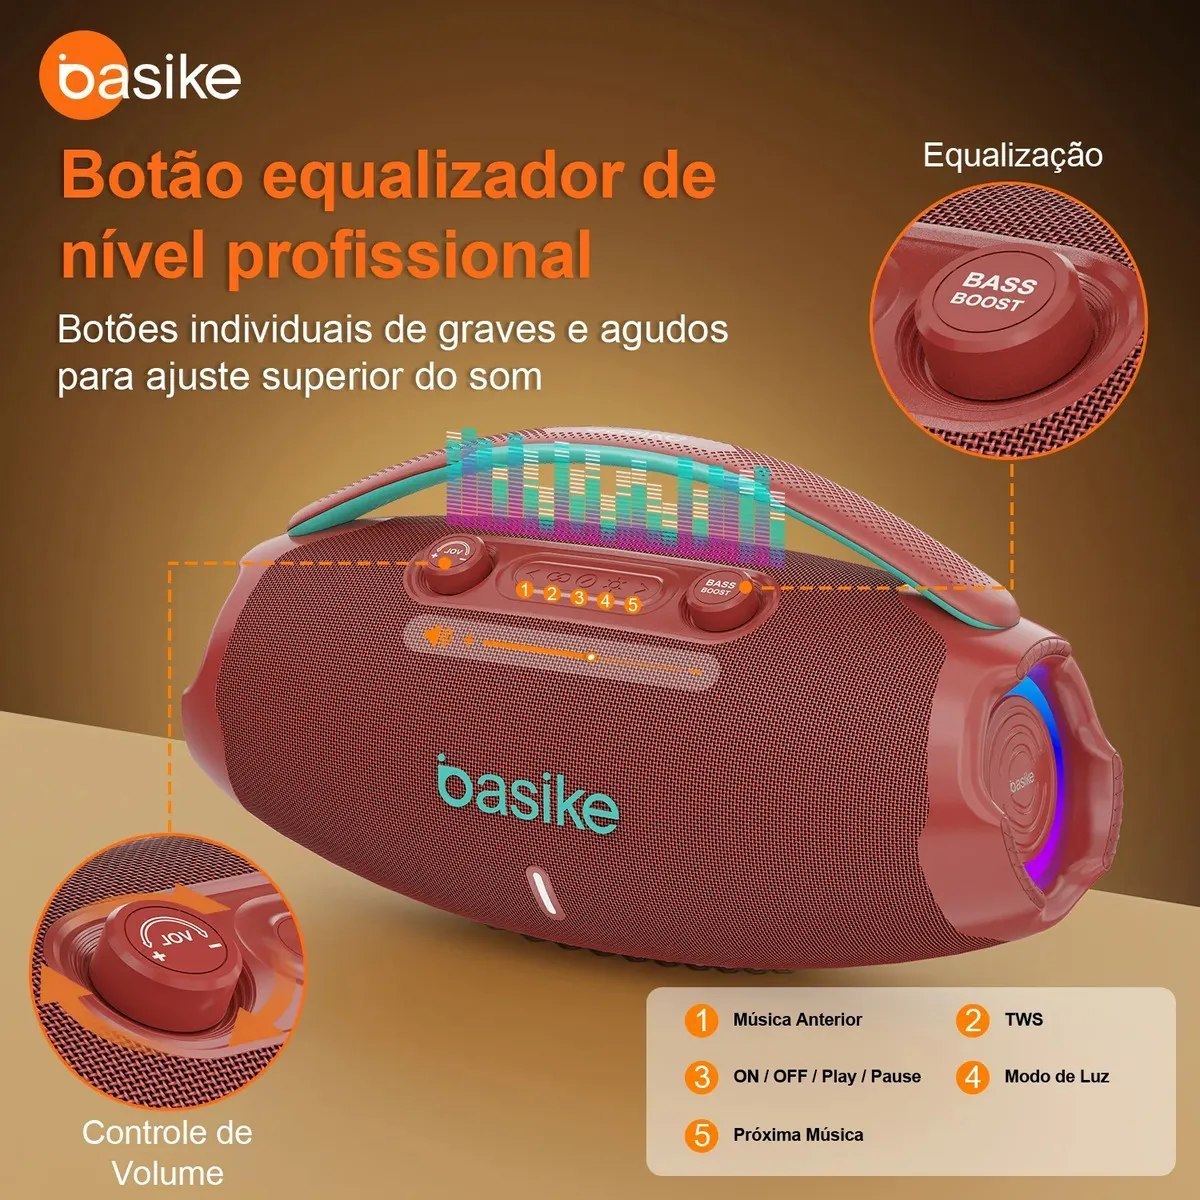 basike
Botão equalizador de
nível profissional
Botões individuais de graves e agudos
para ajuste superior do som
Equalização
BASS
BOOST
VOL
+ -
BASS
BOOST
1 2 3 4 5
basike
basike
VOL
+ -
Controle de
Volume
1 Música Anterior
2 TWS
3 ON / OFF / Play / Pause
4 Modo de Luz
5 Próxima Música